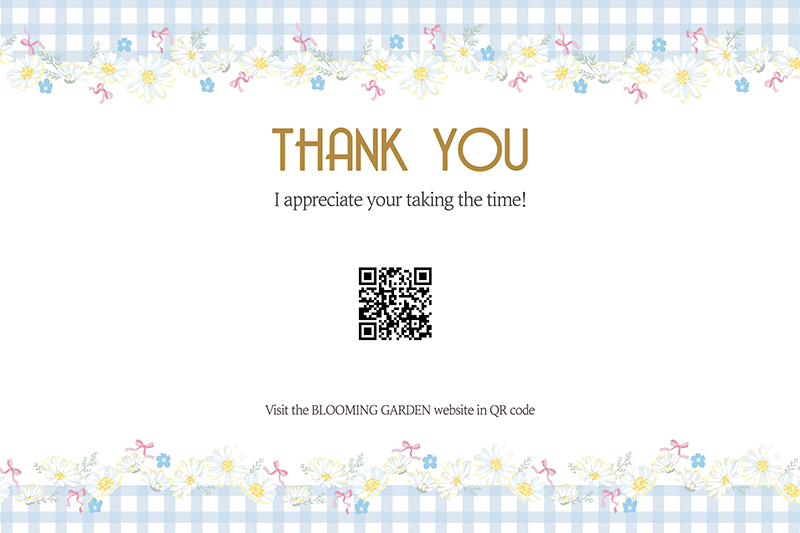 THANK YOU
I appreciate your taking the time!
Visit the BLOOMING GARDEN website in QR code